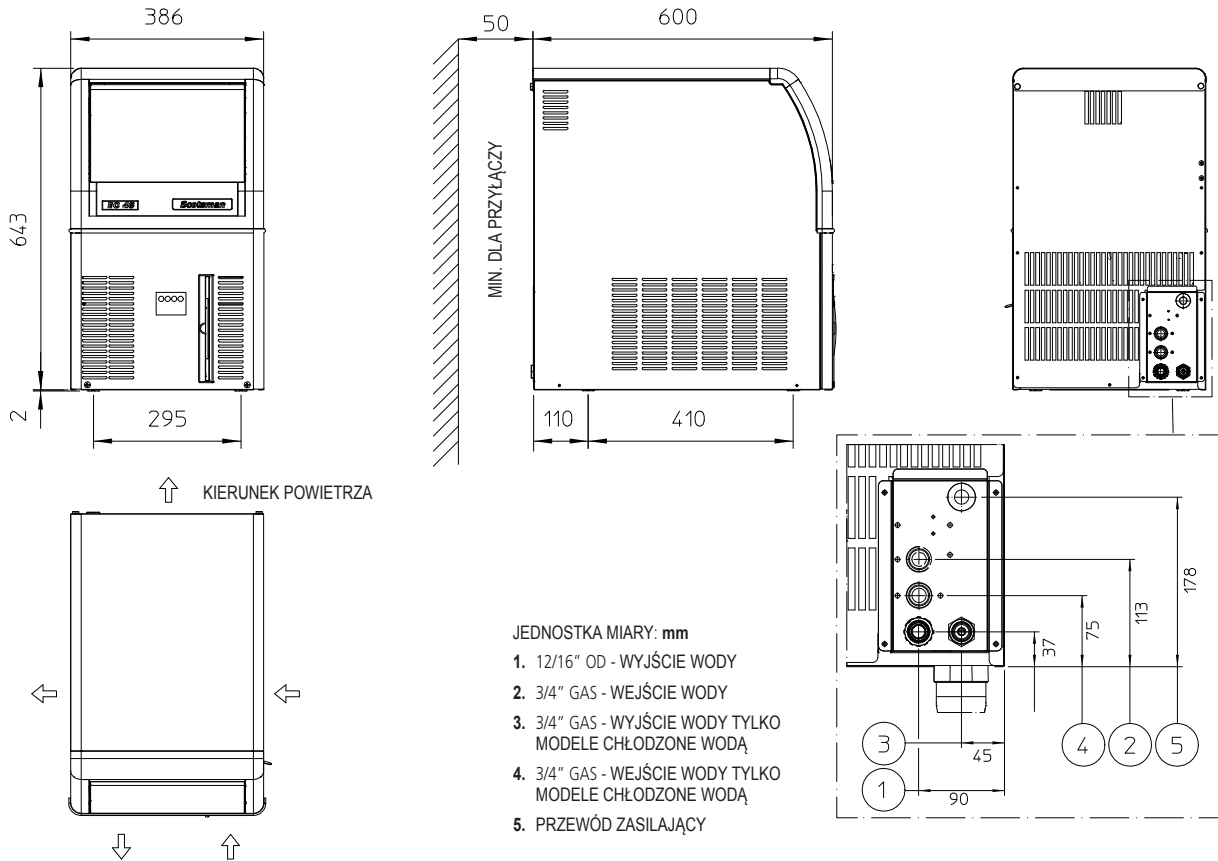 386
50
600
643
MIN. DLA PRZYŁĄCZY
EC 46
Scotsman
2
295
110
410
KIERUNEK POWIETRZA
JEDNOSTKA MIARY: mm
1. 12/16" OD - WYJŚCIE WODY
2. 3/4" GAS - WEJŚCIE WODY
3. 3/4" GAS - WYJŚCIE WODY TYLKO
MODELE CHŁODZONE WODĄ
4. 3/4" GAS - WEJŚCIE WODY TYLKO
MODELE CHŁODZONE WODĄ
5. PRZEWÓD ZASILAJĄCY
178
113
75
37
3
45
4
2
5
1
90